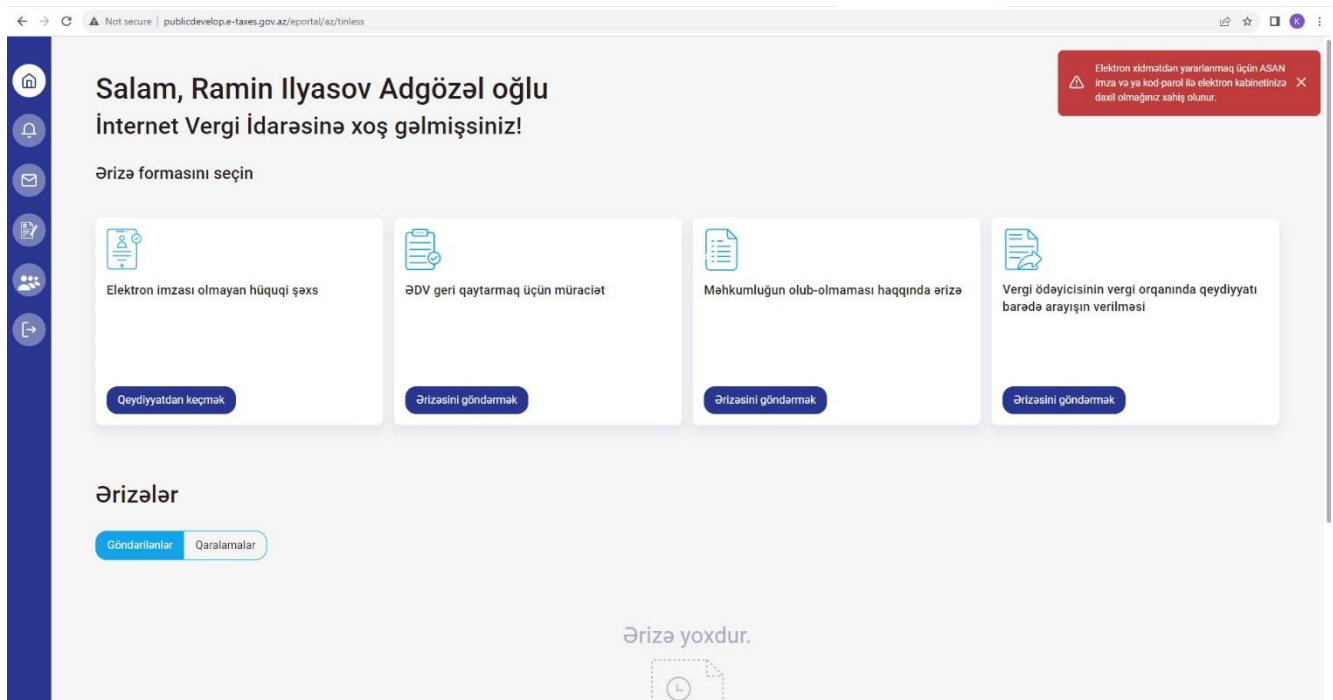 Not secure | publicdevelop.e-taxes.gov.az/eportal/az/tinless
K
Salam, Ramin Ilyasov Adgözəl oğlu
İnternet Vergi İdarəsinə xoş gəlmişsiniz!
Elektron xidmətdən yararlanmaq üçün ASAN
imza və ya kod-parol ilə elektron kabinetinizə
daxil olmağınız xahiş olunur.
Ərizə formasını seçin
Elektron imzası olmayan hüquqi şəxs
Qeydiyyatdan keçmək
ƏDV geri qaytarmaq üçün müraciət
Ərizəsini göndərmək
Məhkumluğun olub-olmaması haqqında ərizə
Ərizəsini göndərmək
Vergi ödəyicisinin vergi orqanında qeydiyyatı
barədə arayışın verilməsi
Ərizəsini göndərmək
Ərizələr
Göndərilənlər
Qaralamalar
Ərizə yoxdur.